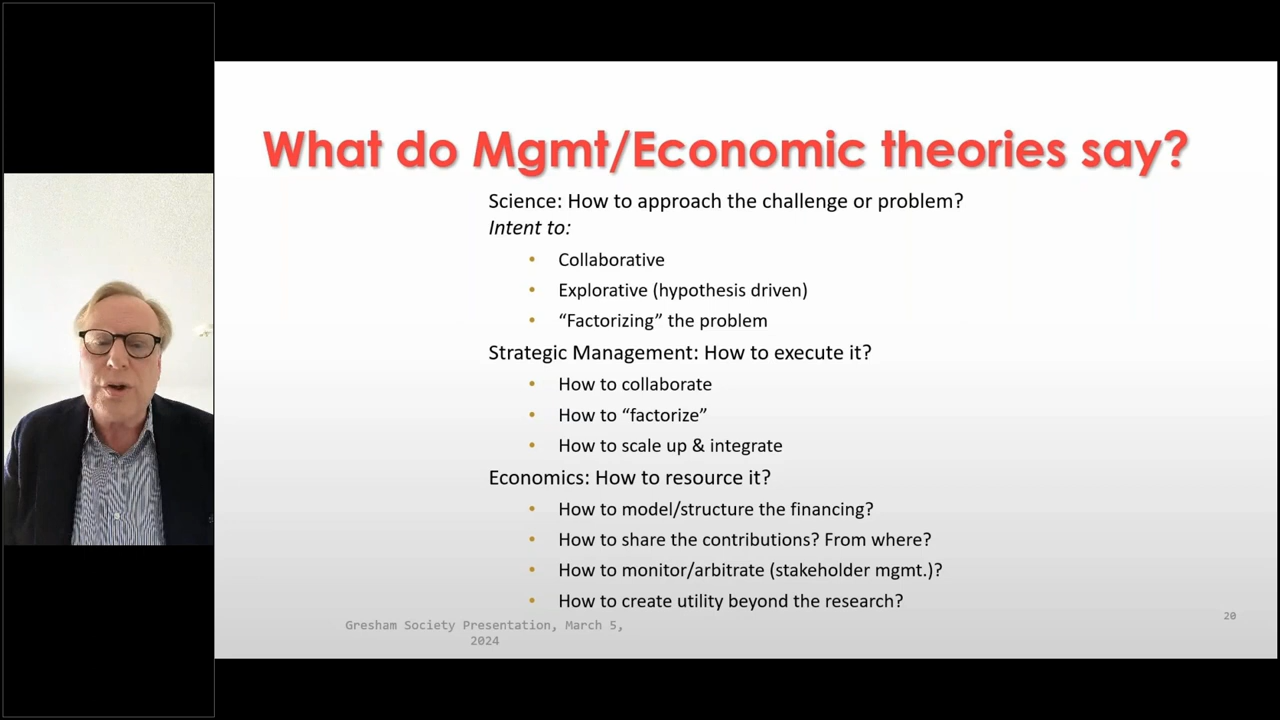 What do Mgmt/Economic theories say?
Science: How to approach the challenge or problem?
Intent to:
• Collaborative
• Explorative (hypothesis driven)
• “Factorizing” the problem
Strategic Management: How to execute it?
• How to collaborate
• How to “factorize”
• How to scale up & integrate
Economics: How to resource it?
• How to model/structure the financing?
• How to share the contributions? From where?
• How to monitor/arbitrate (stakeholder mgmt.)?
• How to create utility beyond the research?
Gresham Society Presentation, March 5,
2024
20